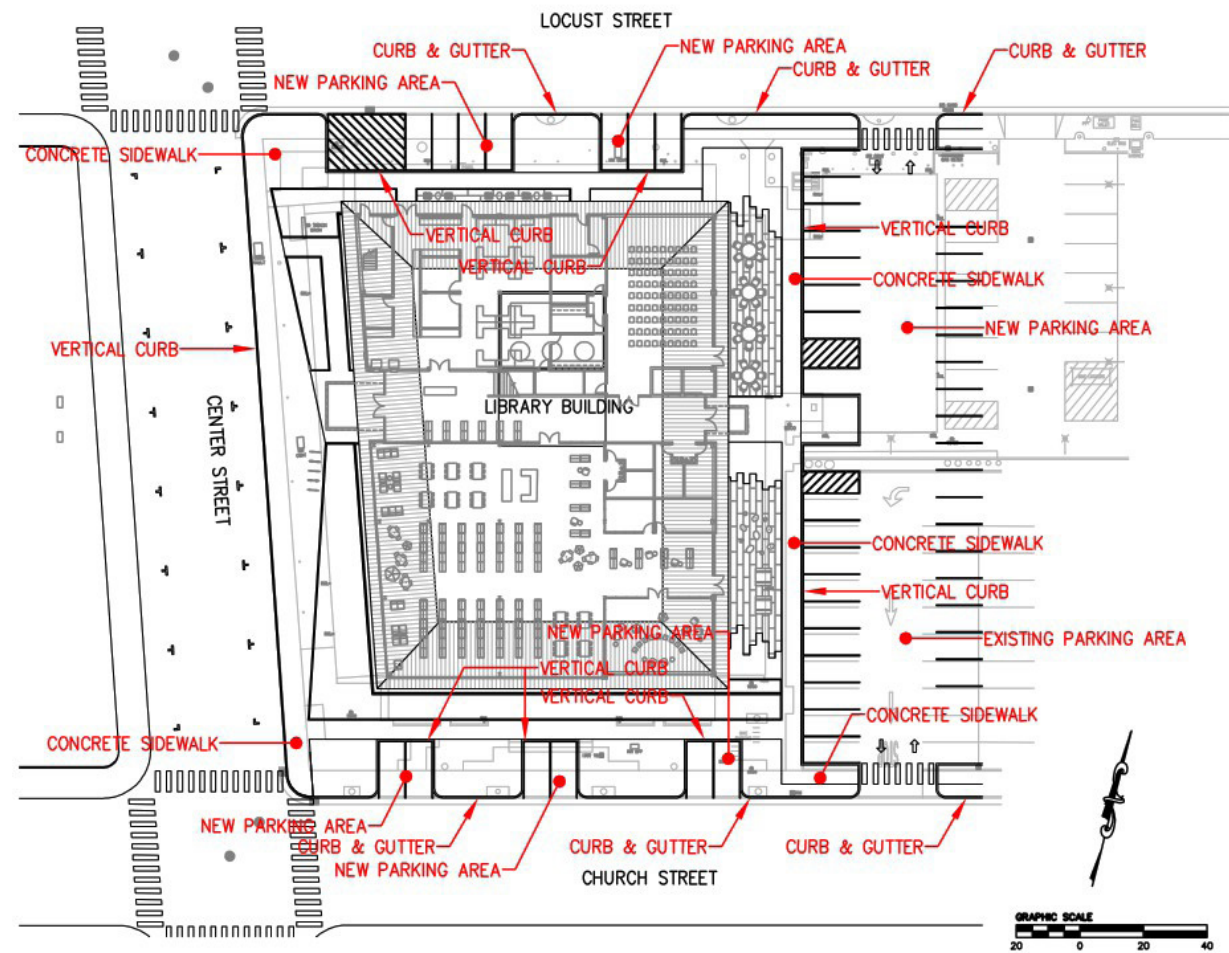 LOCUST STREET
CURB & GUTTER
NEW PARKING AREA
CURB & GUTTER
NEW PARKING AREA
CURB & GUTTER
CONCRETE SIDEWALK
VERTICAL CURB
VERTICAL CURB
VERTICAL CURB
CONCRETE SIDEWALK
NEW PARKING AREA
VERTICAL CURB
LIBRARY BUILDING
CENTER STREET
CONCRETE SIDEWALK
VERTICAL CURB
NEW PARKING AREA
EXISTING PARKING AREA
VERTICAL CURB
VERTICAL CURB
CONCRETE SIDEWALK
CONCRETE SIDEWALK
NEW PARKING AREA
CURB & GUTTER
CURB & GUTTER
CURB & GUTTER
NEW PARKING AREA
CHURCH STREET
GRAPHIC SCALE
20 0 20 40